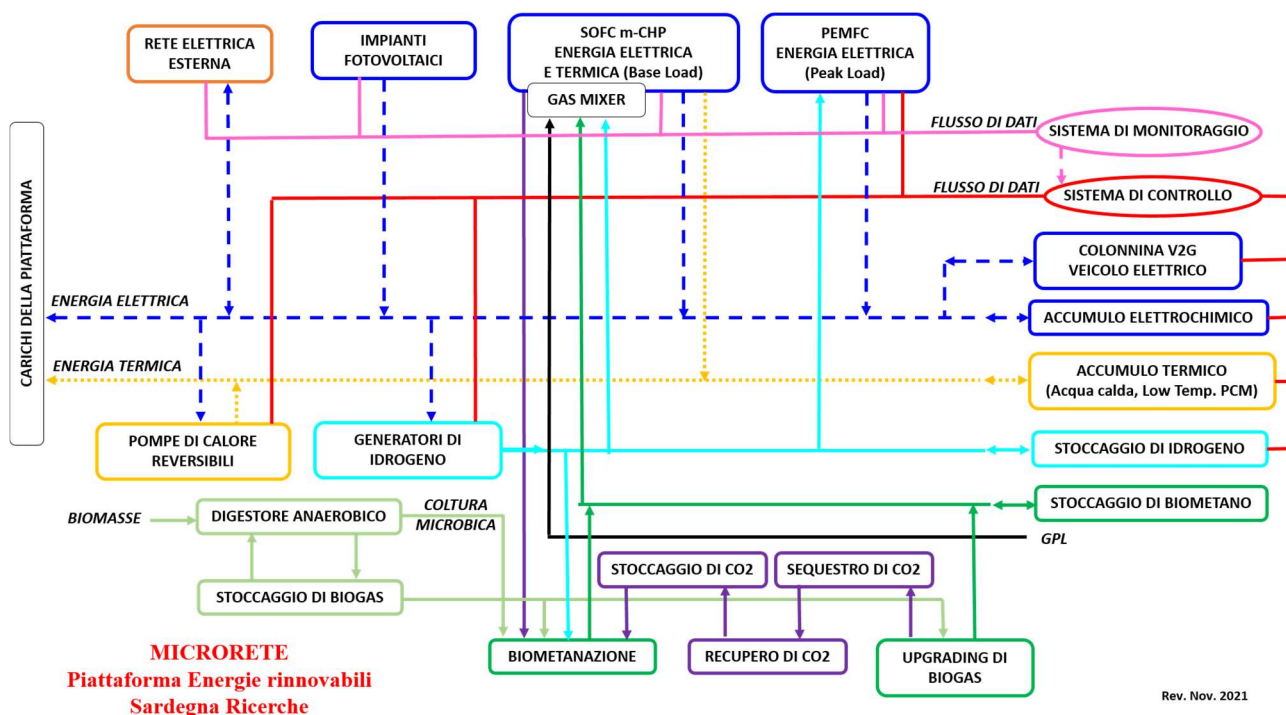 RETE ELETTRICA
ESTERNA
IMPIANTI
FOTOVOLTAICI
SOFC m-CHP
ENERGIA ELETTRICA
E TERMICA (Base Load)
GAS MIXER
PEMFC
ENERGIA ELETTRICA
(Peak Load)
FLUSSO DI DATI
SISTEMA DI MONITORAGGIO
FLUSSO DI DATI
SISTEMA DI CONTROLLO
CARICHI DELLA PIATTAFORMA
COLONNINA V2G
VEICOLO ELETTRICO
ENERGIA ELETTRICA
ACCUMULO ELETTROCHIMICO
ENERGIA TERMICA
ACCUMULO TERMICO
(Acqua calda, Low Temp. PCM)
POMPE DI CALORE
REVERSIBILI
GENERATORI DI
IDROGENO
STOCCAGGIO DI IDROGENO
BIOMASSE
DIGESTORE ANAEROBICO
COLTURA
MICROBICA
STOCCAGGIO DI BIOMETANO
GPL
STOCCAGGIO DI BIOGAS
STOCCAGGIO DI CO2
SEQUESTRO DI CO2
BIOMETANAZIONE
RECUPERO DI CO2
UPGRADING DI
BIOGAS
MICRORETE
Piattaforma Energie rinnovabili
Sardegna Ricerche
Rev. Nov. 2021